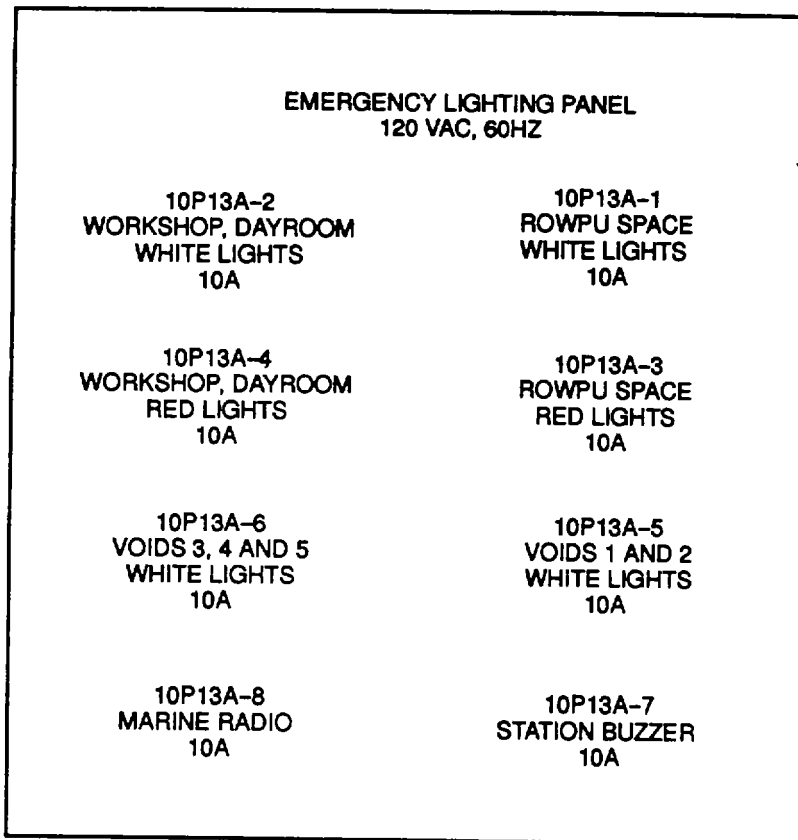 EMERGENCY LIGHTING PANEL
120 VAC, 60HZ
10P13A-2
WORKSHOP, DAYROOM
WHITE LIGHTS
10A
10P13A-1
ROWPU SPACE
WHITE LIGHTS
10A
10P13A-4
WORKSHOP, DAYROOM
RED LIGHTS
10A
10P13A-3
ROWPU SPACE
RED LIGHTS
10A
10P13A-6
VOIDS 3, 4 AND 5
WHITE LIGHTS
10A
10P13A-5
VOIDS 1 AND 2
WHITE LIGHTS
10A
10P13A-8
MARINE RADIO
10A
10P13A-7
STATION BUZZER
10A